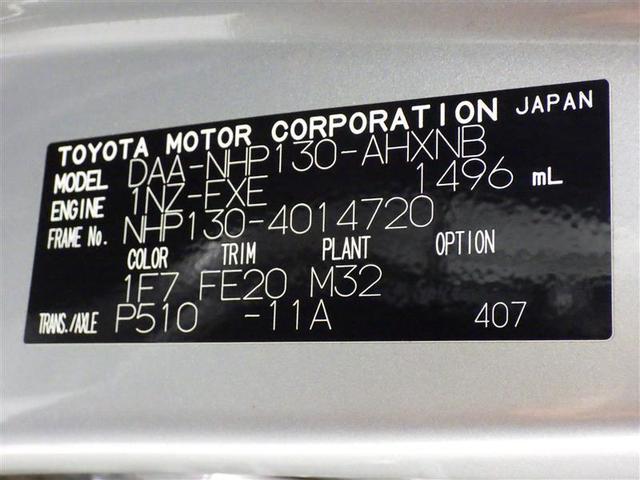 TOYOTA MOTOR CORPORATION JAPAN
MODEL DAA-NHP130-AHXNB
ENGINE 1NZ-FXE 1496 mL
FRAME No. NHP130-4014720
COLOR TRIM PLANT OPTION
1F7 FE20 M32
TRANS./AXLE P510 -11A 407